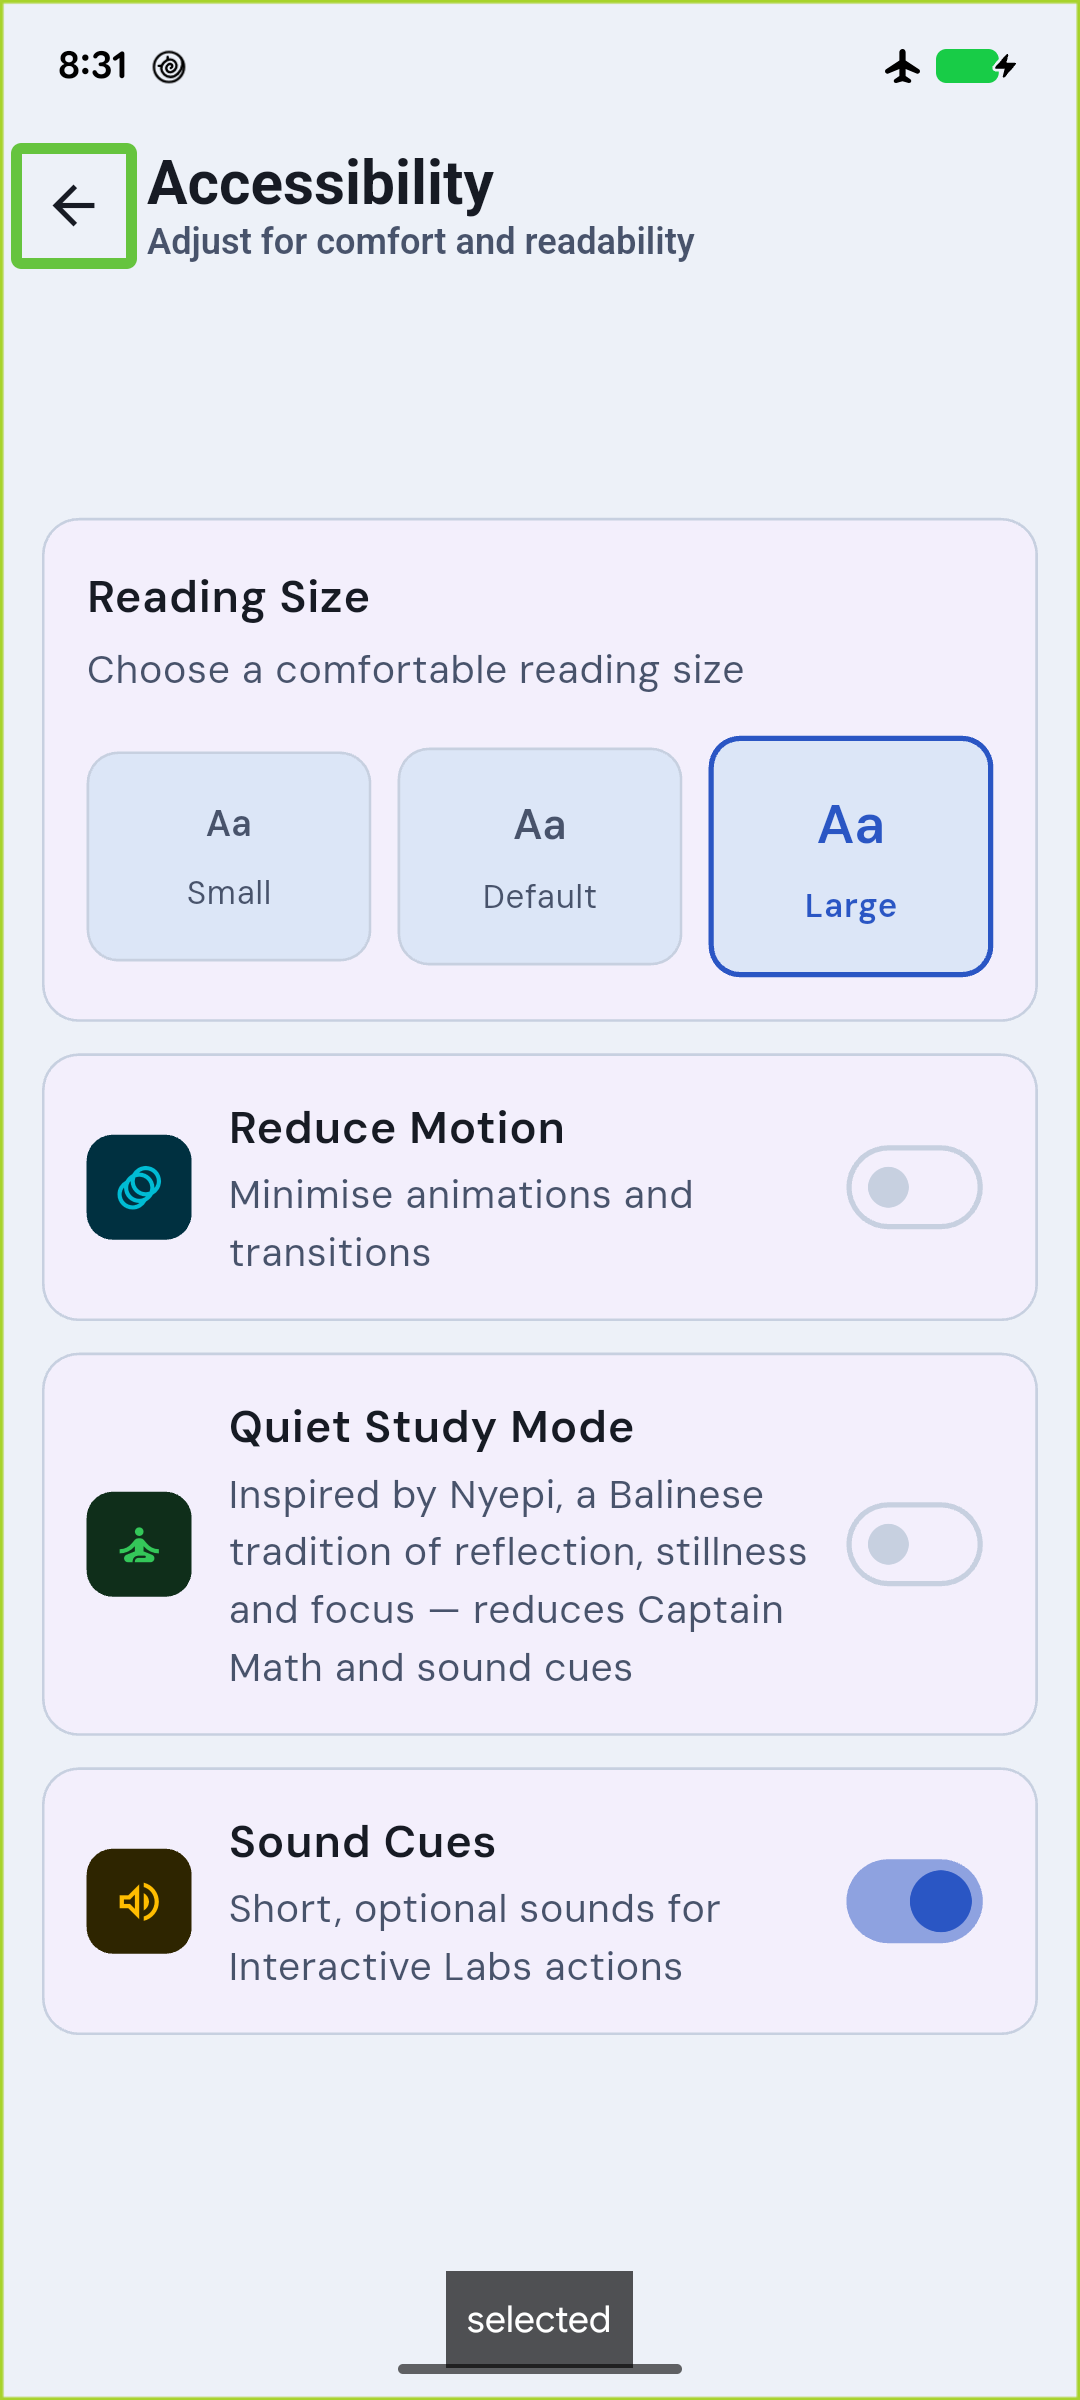 8:31
Accessibility
Adjust for comfort and readability
Reading Size
Choose a comfortable reading size
Aa
Small
Aa
Default
Aa
Large
Reduce Motion
Minimise animations and
transitions
Quiet Study Mode
Inspired by Nyepi, a Balinese
tradition of reflection, stillness
and focus — reduces Captain
Math and sound cues
Sound Cues
Short, optional sounds for
Interactive Labs actions
selected